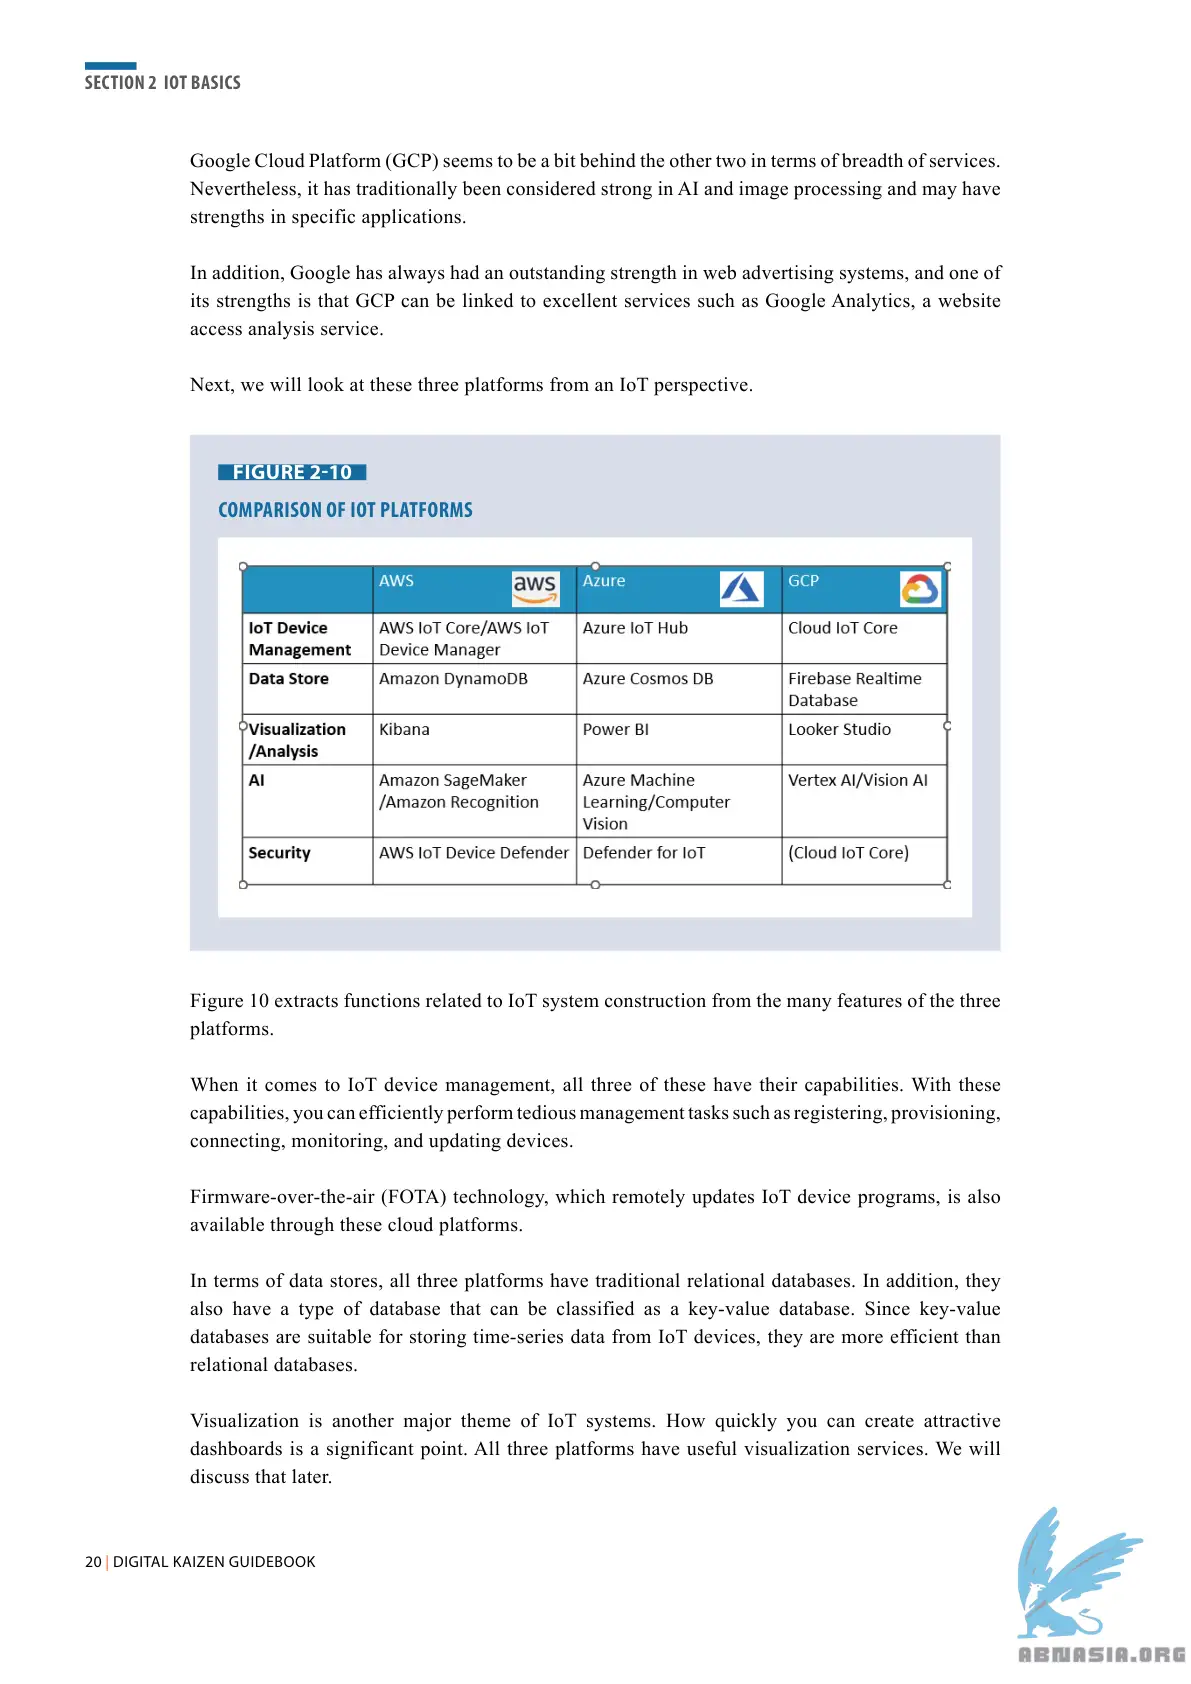 SECTION 2 IOT BASICS
Google Cloud Platform (GCP) seems to be a bit behind the other two in terms of breadth of services.
Nevertheless, it has traditionally been considered strong in AI and image processing and may have
strengths in specific applications.
In addition, Google has always had an outstanding strength in web advertising systems, and one of
its strengths is that GCP can be linked to excellent services such as Google Analytics, a website
access analysis service.
Next, we will look at these three platforms from an IoT perspective.
FIGURE 2-10
COMPARISON OF IOT PLATFORMS
AWS aws Azure GCP
IoT Device AWS IoT Core/AWS IoT Azure IoT Hub Cloud IoT Core
Management Device Manager
Data Store Amazon DynamoDB Azure Cosmos DB Firebase Realtime
Database
Visualization Kibana Power BI Looker Studio
/Analysis
AI Amazon SageMaker Azure Machine Vertex AI/Vision AI
/Amazon Recognition Learning/Computer
Vision
Security AWS IoT Device Defender Defender for IoT (Cloud IoT Core)
Figure 10 extracts functions related to IoT system construction from the many features of the three
platforms.
When it comes to IoT device management, all three of these have their capabilities. With these
capabilities, you can efficiently perform tedious management tasks such as registering, provisioning,
connecting, monitoring, and updating devices.
Firmware-over-the-air (FOTA) technology, which remotely updates IoT device programs, is also
available through these cloud platforms.
In terms of data stores, all three platforms have traditional relational databases. In addition, they
also have a type of database that can be classified as a key-value database. Since key-value
databases are suitable for storing time-series data from IoT devices, they are more efficient than
relational databases.
Visualization is another major theme of IoT systems. How quickly you can create attractive
dashboards is a significant point. All three platforms have useful visualization services. We will
discuss that later.
20 | DIGITAL KAIZEN GUIDEBOOK
ABNASIA.ORG